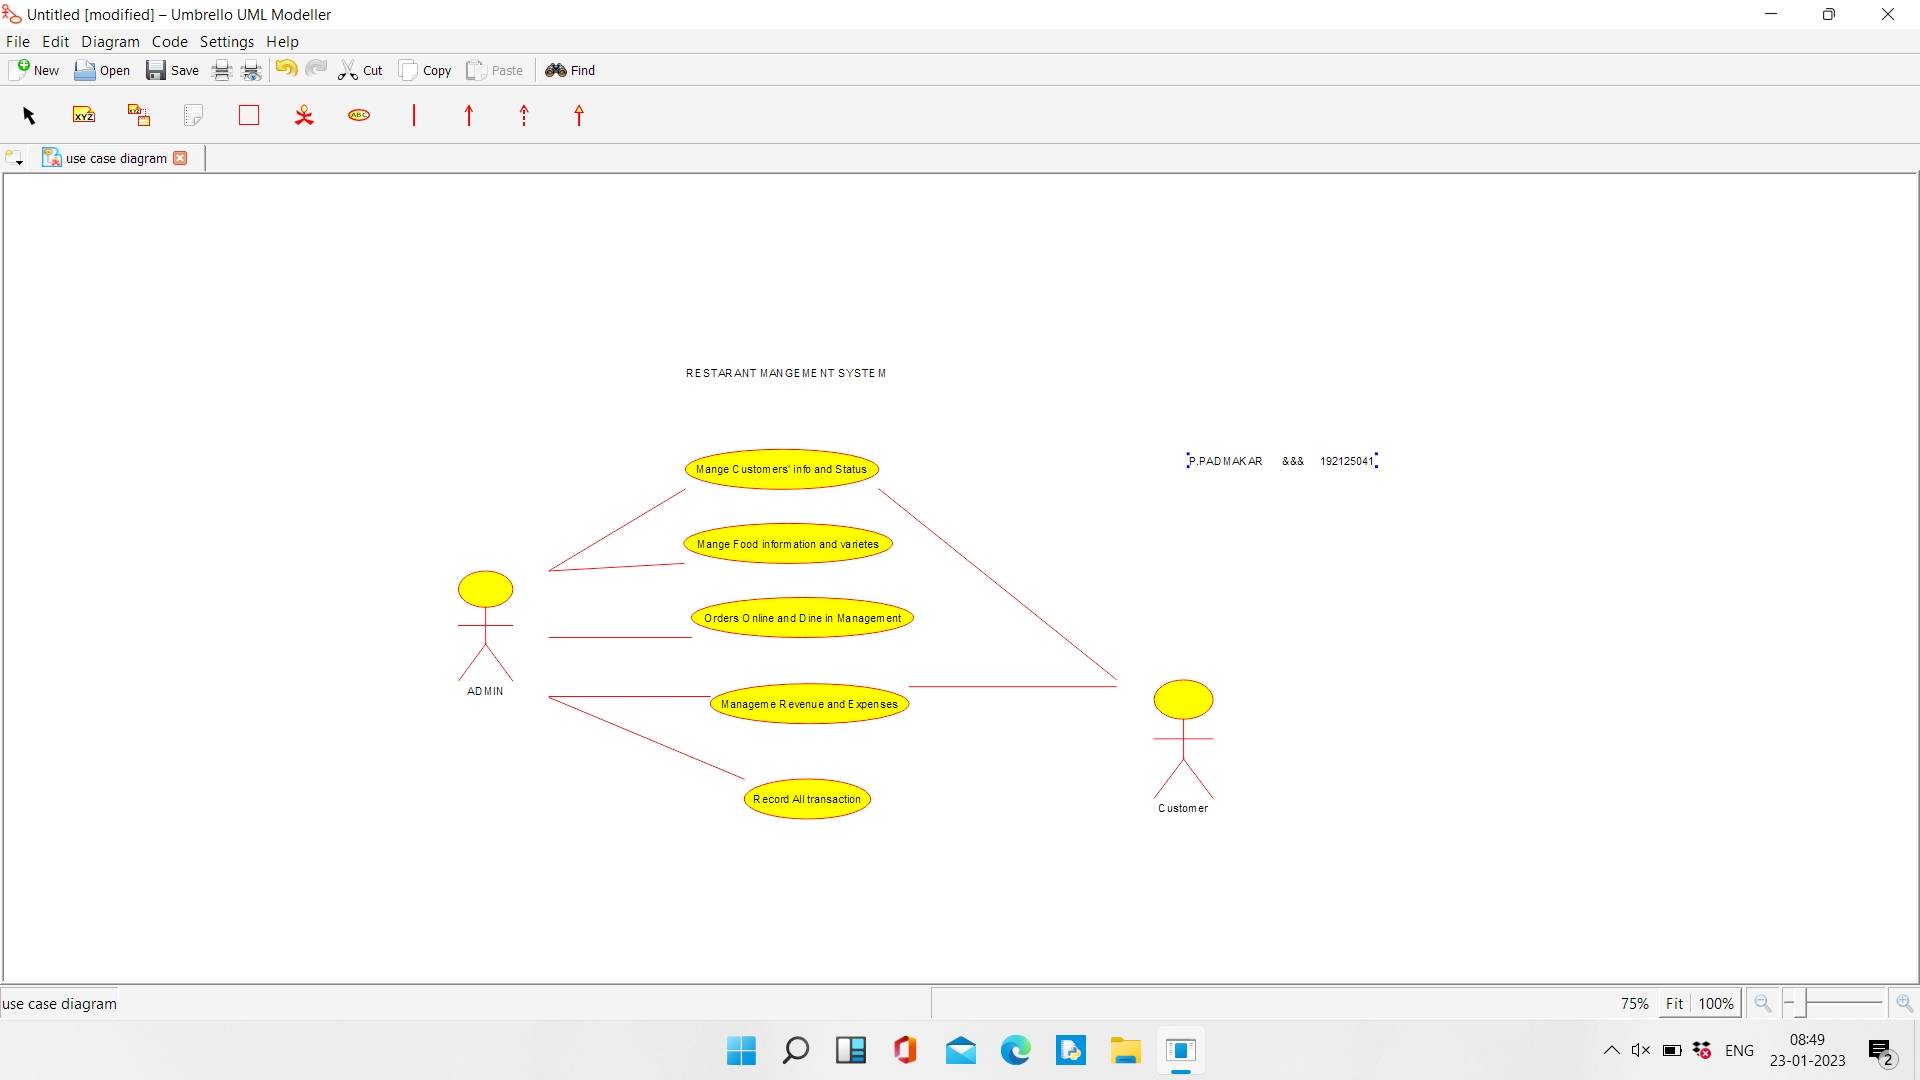 Untitled [modified] – Umbrello UML Modeller
File Edit Diagram Code Settings Help
New Open Save Cut Copy Paste Find
XYZ XYZ ABC
use case diagram
RESTARANT MANGEMENT SYSTEM
P.PADMAKAR &&& 192125041
Mange Customers' info and Status
Mange Food information and varietes
Orders Online and Dine in Management
ADMIN
Manageme Revenue and Expenses
Record All transaction
Customer
use case diagram
75% Fit 100%
ENG
08:49
23-01-2023
2